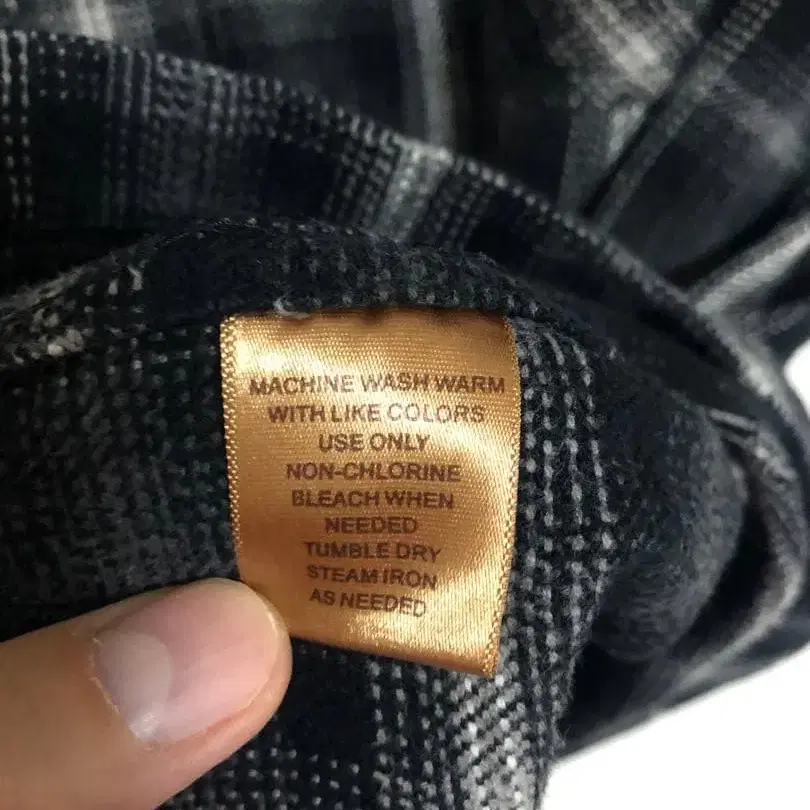 MACHINE WASH WARM
WITH LIKE COLORS
USE ONLY
NON-CHLORINE
BLEACH WHEN
NEEDED
TUMBLE DRY
STEAM IRON
AS NEEDED